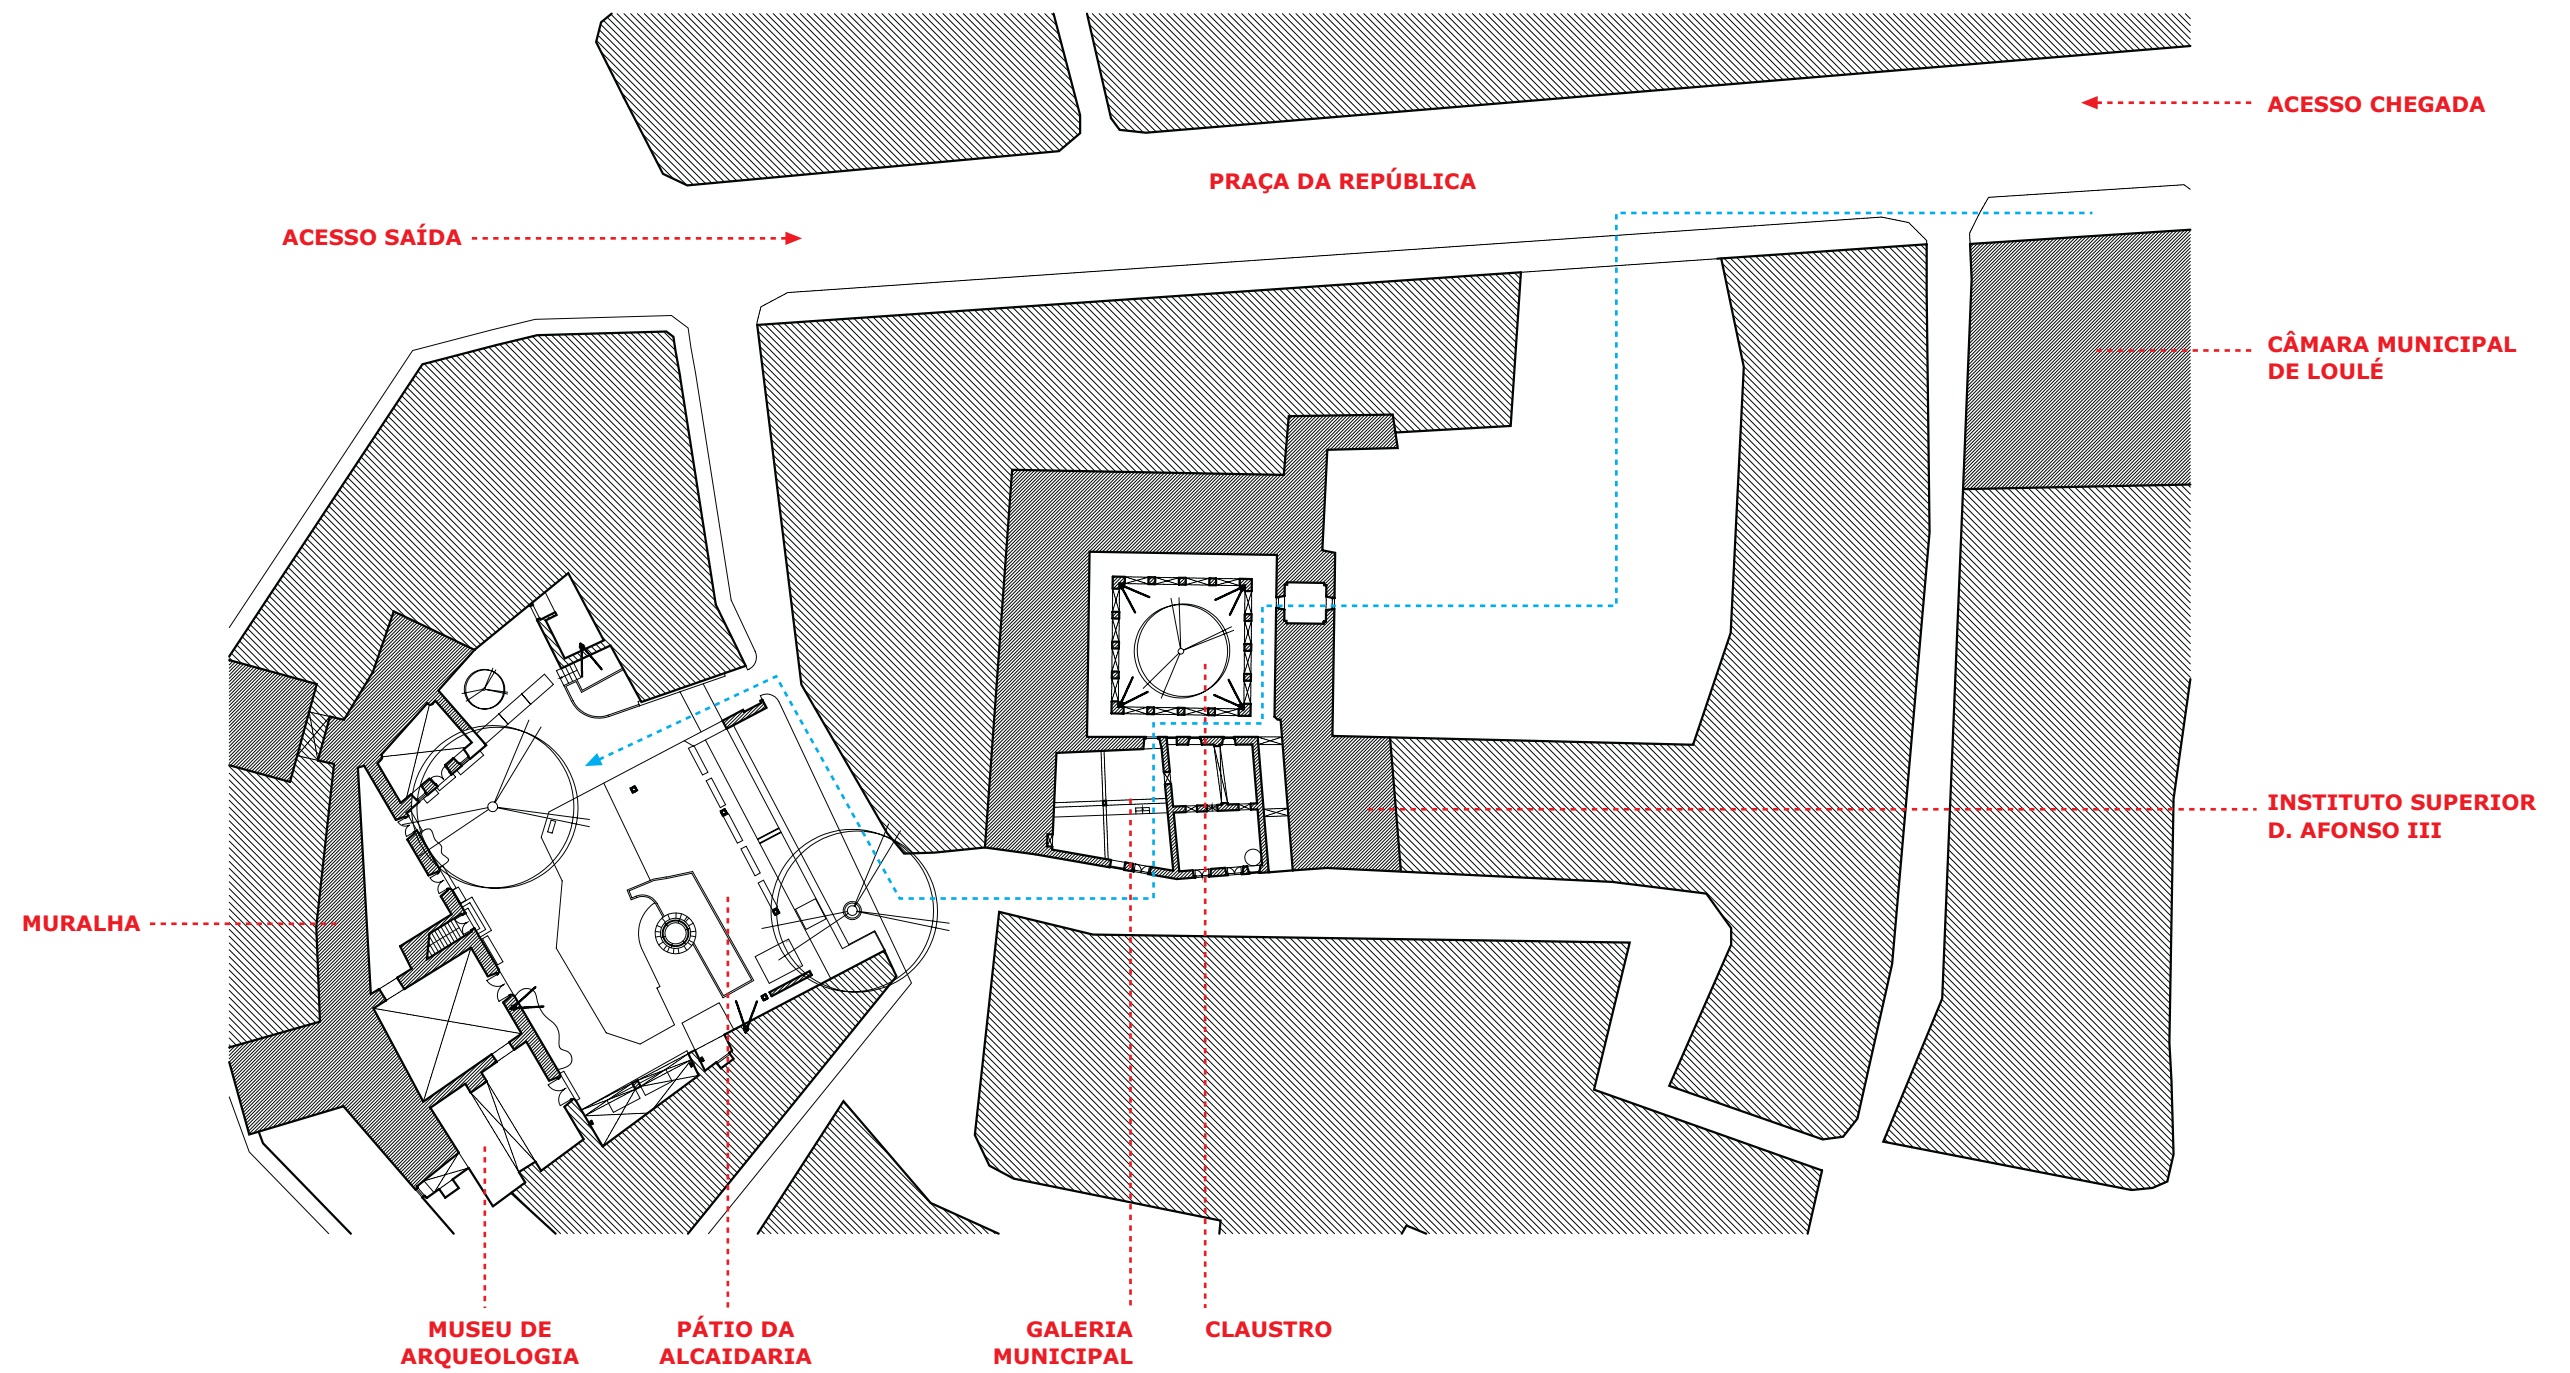 ACESSO CHEGADA
PRAÇA DA REPÚBLICA
ACESSO SAÍDA
CÂMARA MUNICIPAL
DE LOULÉ
INSTITUTO SUPERIOR
D. AFONSO III
MURALHA
MUSEU DE
ARQUEOLOGIA
PÁTIO DA
ALCAIDARIA
GALERIA
MUNICIPAL
CLAUSTRO